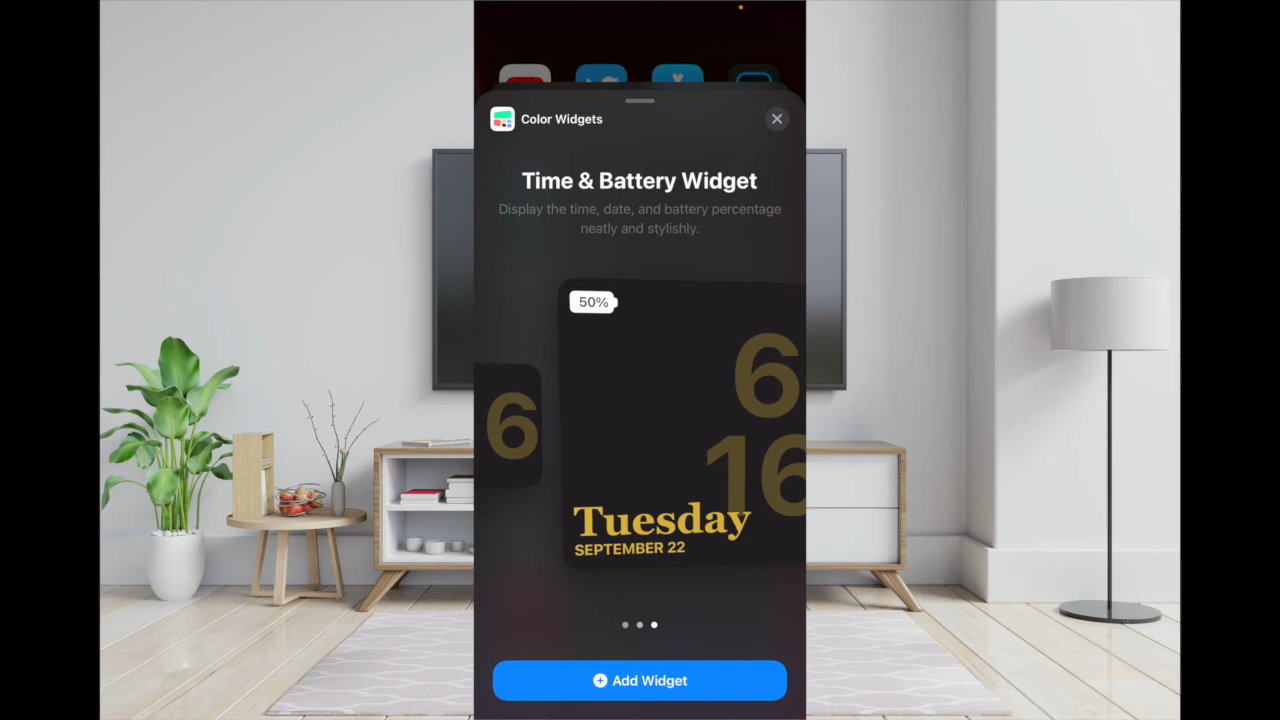 Color Widgets
Time & Battery Widget
Display the time, date, and battery percentage
neatly and stylishly.
50%
6
6
16
Tuesday
SEPTEMBER 22
Add Widget